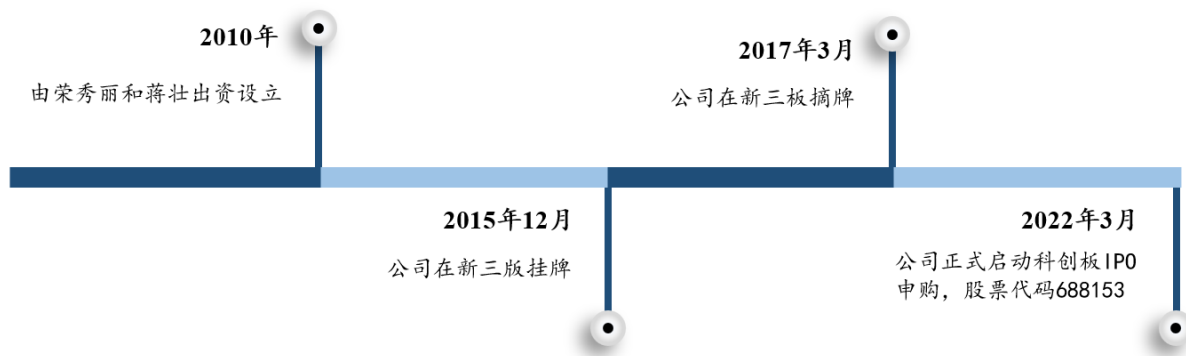 2010年
由荣秀丽和蒋壮出资设立
2015年12月
公司在新三版挂牌
2017年3月
公司在新三板摘牌
2022年3月
公司正式启动科创板IPO
申购，股票代码688153